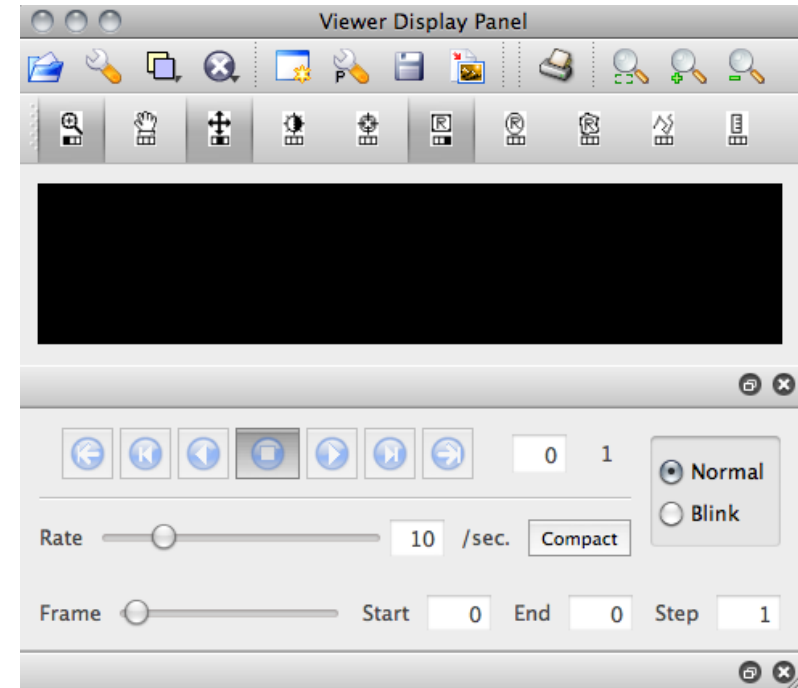 Viewer Display Panel
P
R R R
0 1
Normal
Blink
Rate 10 /sec. Compact
Frame Start 0 End 0 Step 1